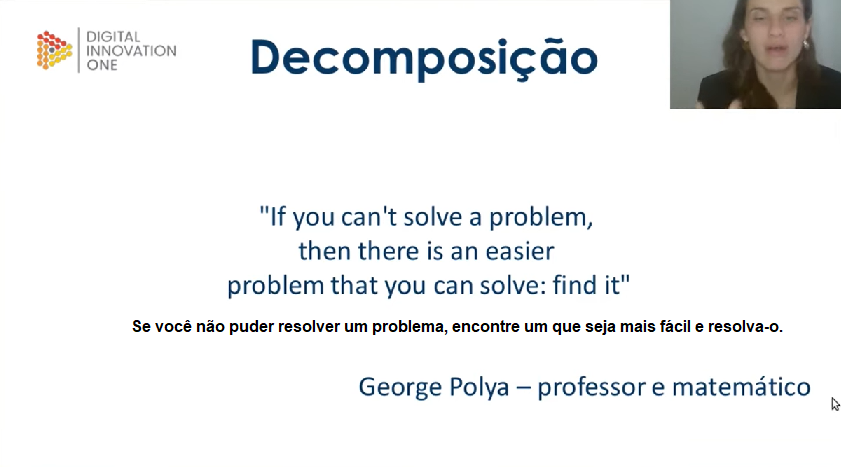 DIGITAL
INNOVATION
ONE
Decomposição
"If you can't solve a problem,
then there is an easier
problem that you can solve: find it"
Se você não puder resolver um problema, encontre um que seja mais fácil e resolva-o.
George Polya – professor e matemático